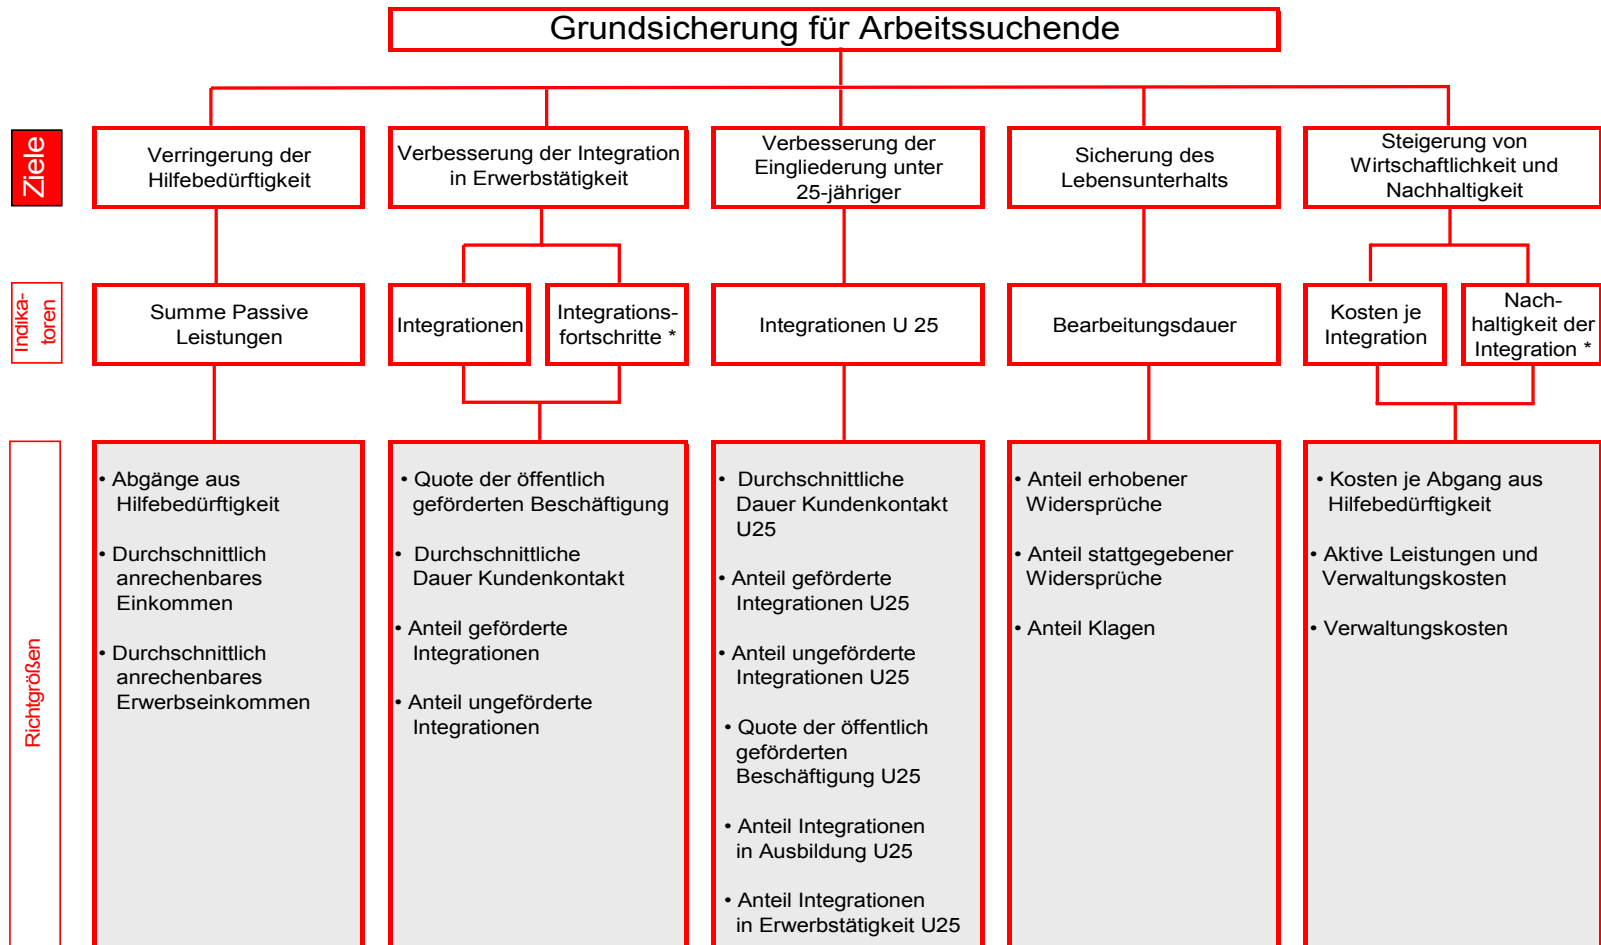 Grundsicherung für Arbeitssuchende
Ziele
Verringerung der
Hilfebedürftigkeit
Verbesserung der Integration
in Erwerbstätigkeit
Verbesserung der
Eingliederung unter
25-jähriger
Sicherung des
Lebensunterhalts
Steigerung von
Wirtschaftlichkeit und
Nachhaltigkeit
Indika-
toren
Summe Passive
Leistungen
Integrationen
Integrations-
fortschritte *
Integrationen U 25
Bearbeitungsdauer
Kosten je
Integration
Nach-
haltigkeit der
Integration *
Richtgrößen
• Abgänge aus
Hilfebedürftigkeit
• Durchschnittlich
anrechenbares
Einkommen
• Durchschnittlich
anrechenbares
Erwerbseinkommen
• Quote der öffentlich
geförderten Beschäftigung
• Durchschnittliche
Dauer Kundenkontakt
• Anteil geförderte
Integrationen
• Anteil ungeförderte
Integrationen
• Durchschnittliche
Dauer Kundenkontakt
U25
• Anteil geförderte
Integrationen U25
• Anteil ungeförderte
Integrationen U25
• Quote der öffentlich
geförderten
Beschäftigung U25
• Anteil Integrationen
in Ausbildung U25
• Anteil Integrationen
in Erwerbstätigkeit U25
• Anteil erhobener
Widersprüche
• Anteil stattgegebener
Widersprüche
• Anteil Klagen
• Kosten je Abgang aus
Hilfebedürftigkeit
• Aktive Leistungen und
Verwaltungskosten
• Verwaltungskosten